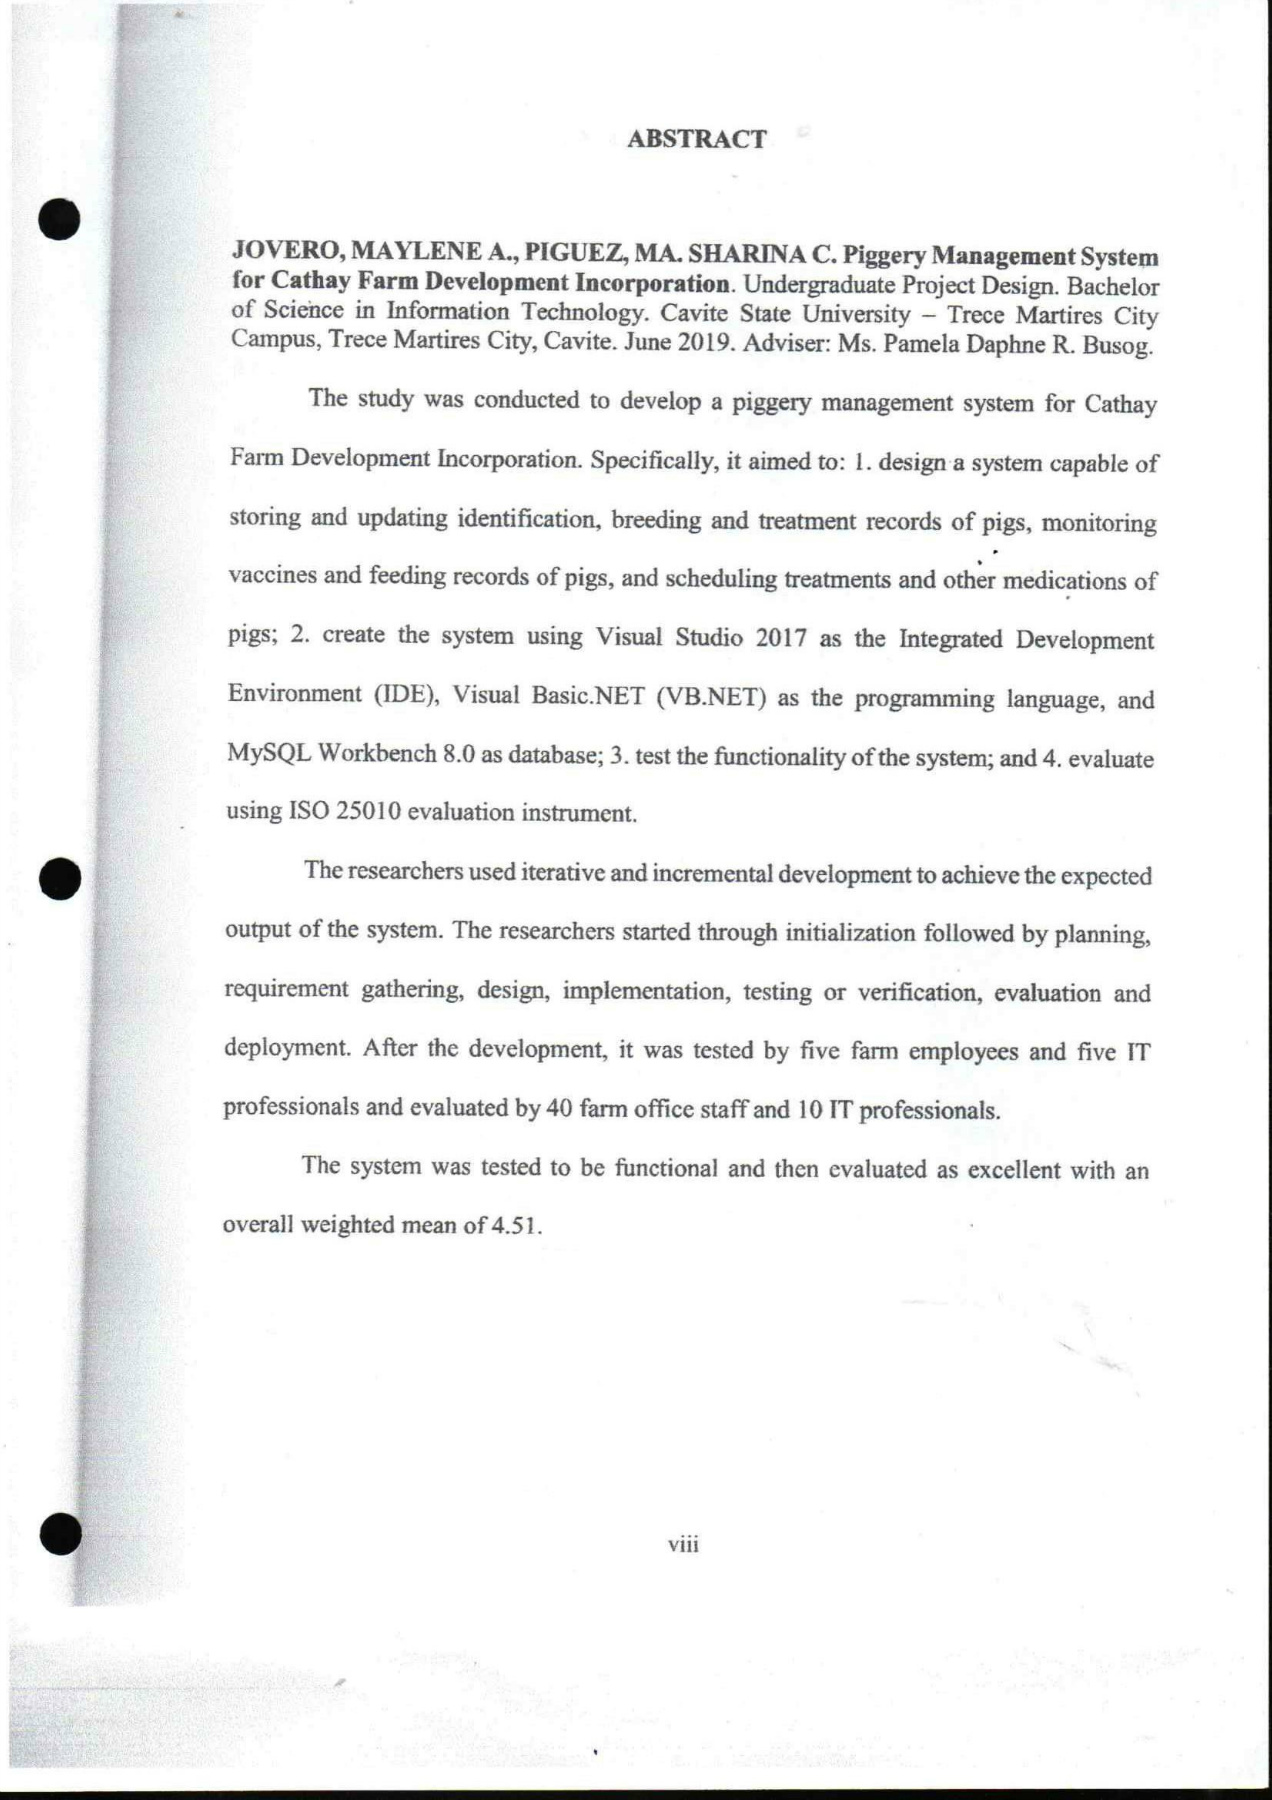 ABSTRACT
JOVERO, MAYLENE A., PIGUEZ, MA. SHARINA C. Piggery Management System
for Cathay Farm Development Incorporation. Undergraduate Project Design. Bachelor
of Science in Information Technology. Cavite State University – Trece Martires City
Campus, Trece Martires City, Cavite. June 2019. Adviser: Ms. Pamela Daphne R. Busog.
The study was conducted to develop a piggery management system for Cathay
Farm Development Incorporation. Specifically, it aimed to: 1. design a system capable of
storing and updating identification, breeding and treatment records of pigs, monitoring
vaccines and feeding records of pigs, and scheduling treatments and other medications of
pigs; 2. create the system using Visual Studio 2017 as the Integrated Development
Environment (IDE), Visual Basic.NET (VB.NET) as the programming language, and
MySQL Workbench 8.0 as database; 3. test the functionality of the system; and 4. evaluate
using ISO 25010 evaluation instrument.
The researchers used iterative and incremental development to achieve the expected
output of the system. The researchers started through initialization followed by planning,
requirement gathering, design, implementation, testing or verification, evaluation and
deployment. After the development, it was tested by five farm employees and five IT
professionals and evaluated by 40 farm office staff and 10 IT professionals.
The system was tested to be functional and then evaluated as excellent with an
overall weighted mean of 4.51.
viii